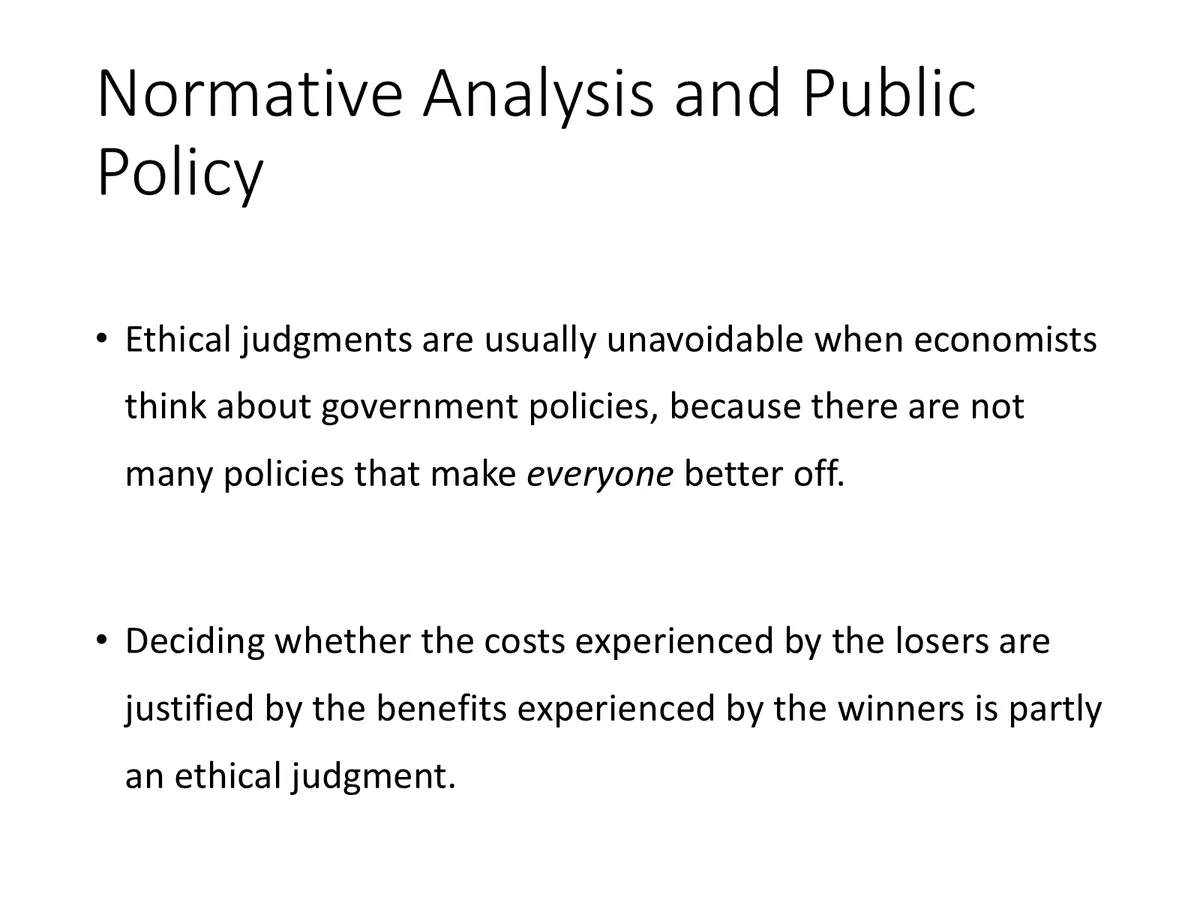 Normative Analysis and Public
Policy
• Ethical judgments are usually unavoidable when economists
think about government policies, because there are not
many policies that make everyone better off.
• Deciding whether the costs experienced by the losers are
justified by the benefits experienced by the winners is partly
an ethical judgment.